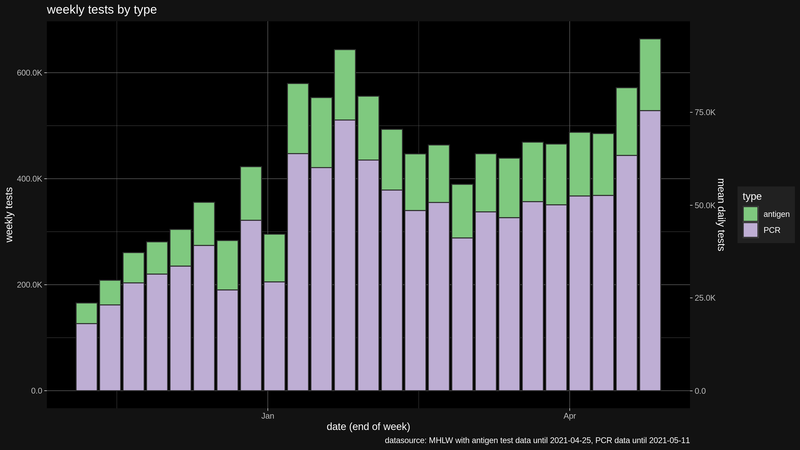 weekly tests by type
600.0K
400.0K
200.0K
0.0
weekly tests
75.0K
50.0K
25.0K
0.0
mean daily tests
type
antigen
PCR
Jan
Apr
date (end of week)
datasource: MHLW with antigen test data until 2021-04-25, PCR data until 2021-05-11